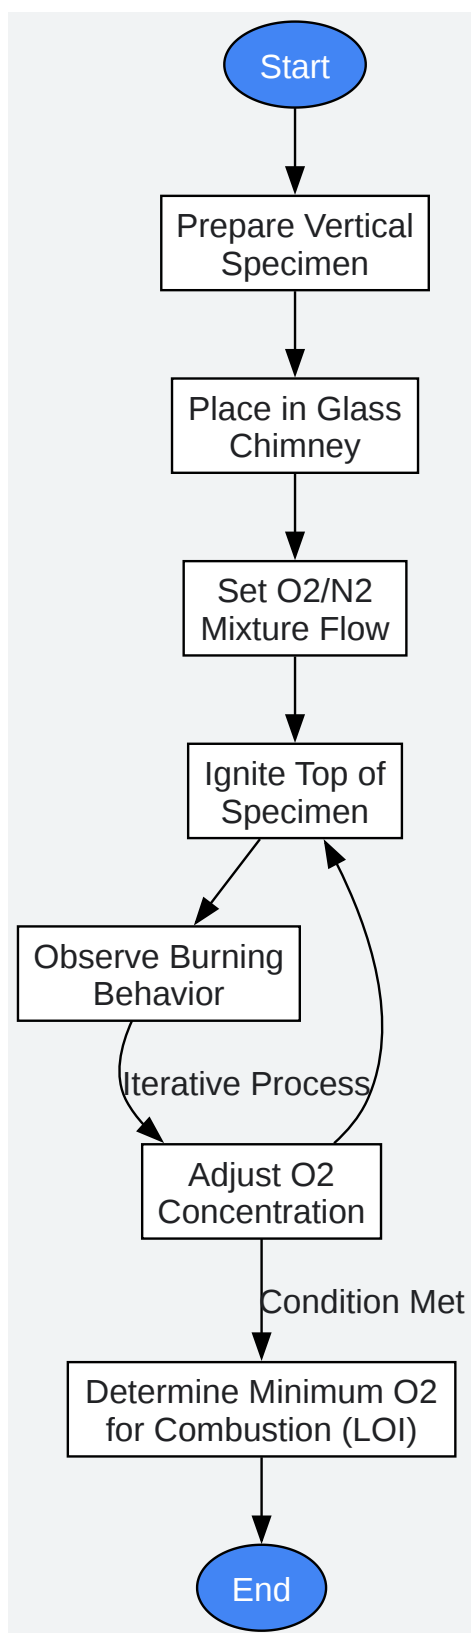 Start
Prepare Vertical
Specimen
Place in Glass
Chimney
Set O2/N2
Mixture Flow
Ignite Top of
Specimen
Observe Burning
Behavior
Iterative Process
Adjust O2
Concentration
Condition Met
Determine Minimum O2
for Combustion (LOI)
End